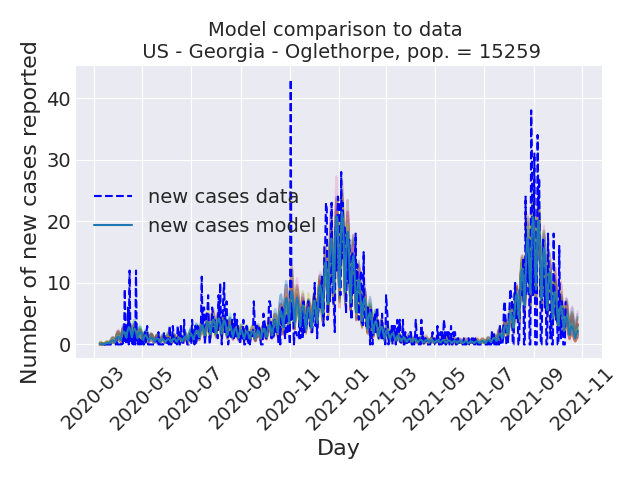 Model comparison to data
US - Georgia - Oglethorpe, pop. = 15259
Number of new cases reported
40
30
20
10
0
new cases data
new cases model
2020-03
2020-05
2020-07
2020-09
2020-11
2021-01
2021-03
2021-05
2021-07
2021-09
2021-11
Day